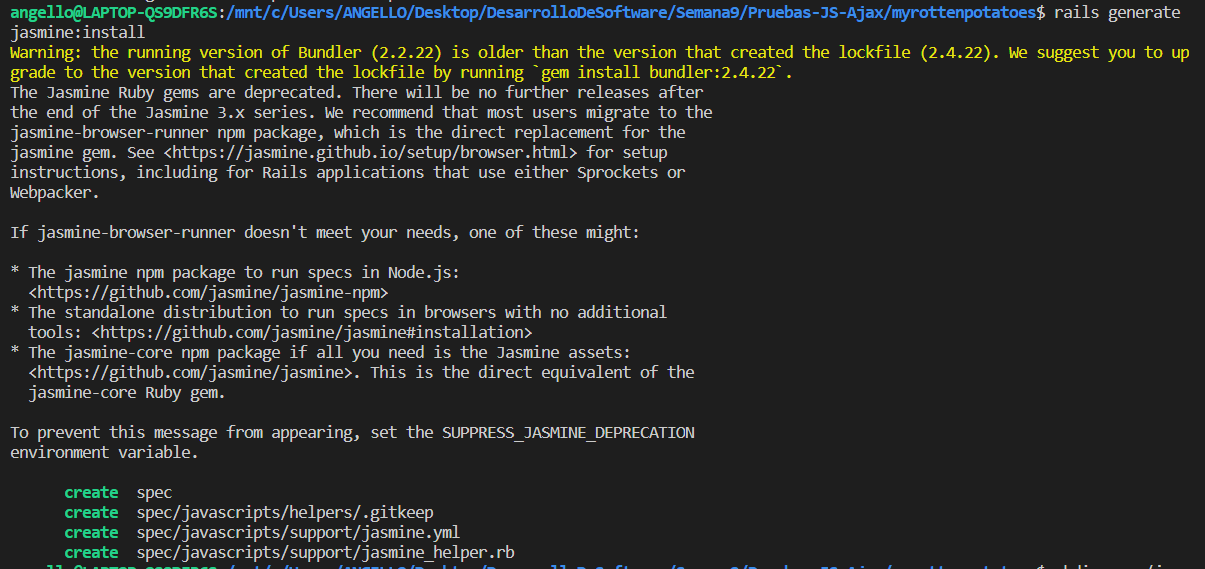 angello@LAPTOP-QS9DFR6S:/mnt/c/Users/ANGELLO/Desktop/DesarrolloDeSoftware/Semana9/Pruebas-JS-Ajax/myrottenpotatoes$ rails generate
jasmine:install
Warning: the running version of Bundler (2.2.22) is older than the version that created the lockfile (2.4.22). We suggest you to up
grade to the version that created the lockfile by running `gem install bundler:2.4.22`.
The Jasmine Ruby gems are deprecated. There will be no further releases after
the end of the Jasmine 3.x series. We recommend that most users migrate to the
jasmine-browser-runner npm package, which is the direct replacement for the
jasmine gem. See <https://jasmine.github.io/setup/browser.html> for setup
instructions, including for Rails applications that use either Sprockets or
Webpacker.
If jasmine-browser-runner doesn't meet your needs, one of these might:
* The jasmine npm package to run specs in Node.js:
<https://github.com/jasmine/jasmine-npm>
* The standalone distribution to run specs in browsers with no additional
tools: <https://github.com/jasmine/jasmine#installation>
* The jasmine-core npm package if all you need is the Jasmine assets:
<https://github.com/jasmine/jasmine>. This is the direct equivalent of the
jasmine-core Ruby gem.
To prevent this message from appearing, set the SUPPRESS_JASMINE_DEPRECATION
environment variable.
create spec
create spec/javascripts/helpers/.gitkeep
create spec/javascripts/support/jasmine.yml
create spec/javascripts/support/jasmine_helper.rb